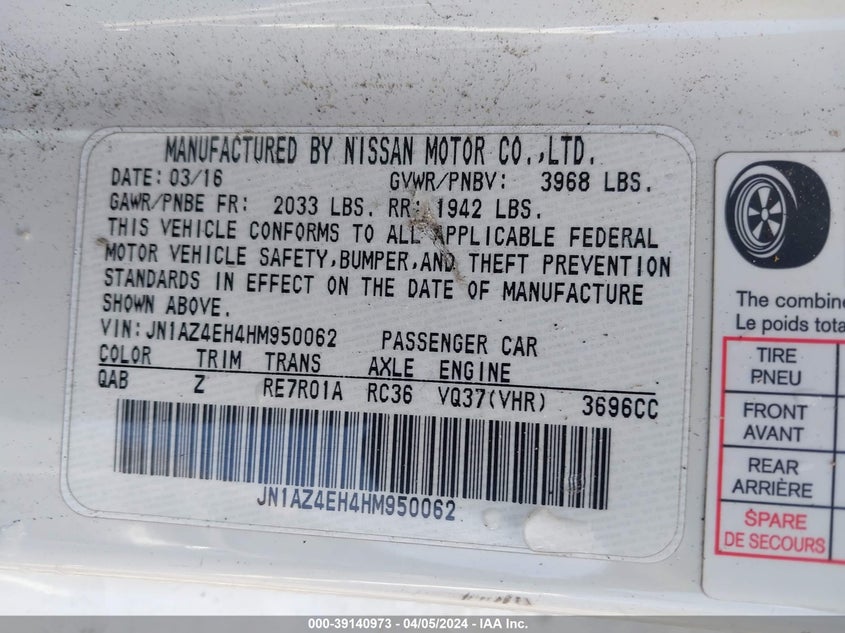 MANUFACTURED BY NISSAN MOTOR CO.,LTD.
DATE: 03/16 GVWR/PNBV: 3968 LBS.
GAWR/PNBE FR: 2033 LBS. RR: 1942 LBS.
THIS VEHICLE CONFORMS TO ALL APPLICABLE FEDERAL
MOTOR VEHICLE SAFETY,BUMPER,AND THEFT PREVENTION
STANDARDS IN EFFECT ON THE DATE OF MANUFACTURE
SHOWN ABOVE.
VIN: JN1AZ4EH4HM950062 PASSENGER CAR
COLOR TRIM TRANS AXLE ENGINE
QAB Z RE7R01A RC36 VQ37(VHR) 3696CC
JN1AZ4EH4HM950062
The combine
Le poids tota
TIRE
PNEU
FRONT
AVANT
REAR
ARRIÈRE
SPARE
DE SECOURS
000-39140973 - 04/05/2024 - IAA Inc.